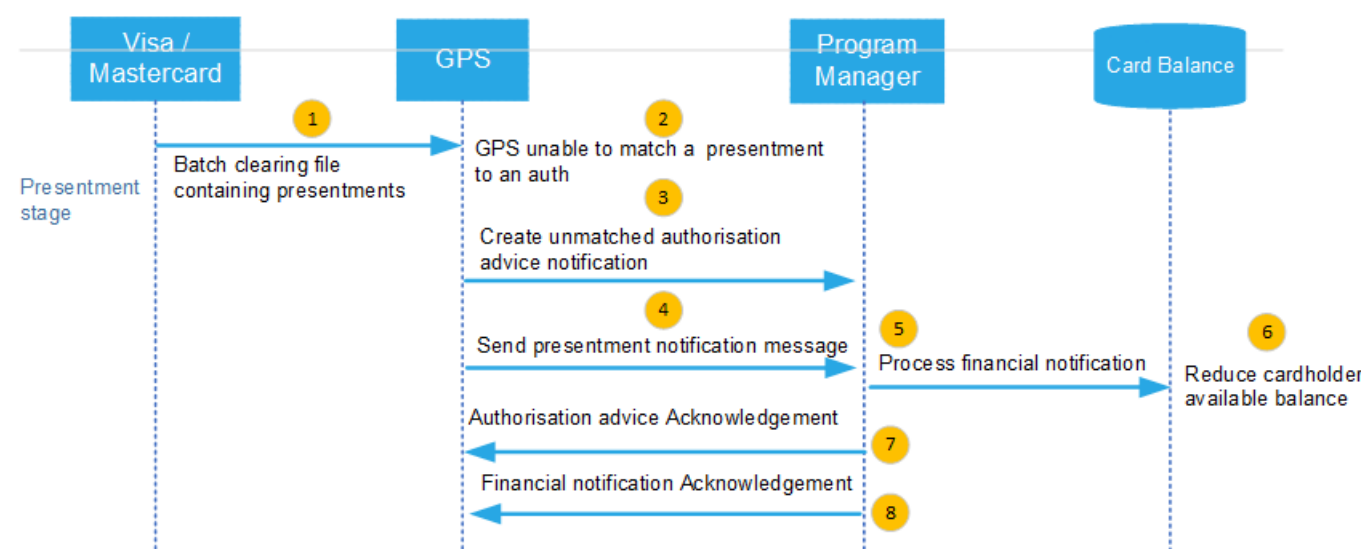 Visa /
Mastercard
GPS
Program
Manager
Card Balance
1
2
Batch clearing file
containing presentments
GPS unable to match a presentment
to an auth
Presentment
stage
3
Create unmatched authorisation
advice notification
4
Send presentment notification message
5
Process financial notification
6
Reduce cardholder
available balance
Authorisation advice Acknowledgement
7
Financial notification Acknowledgement
8